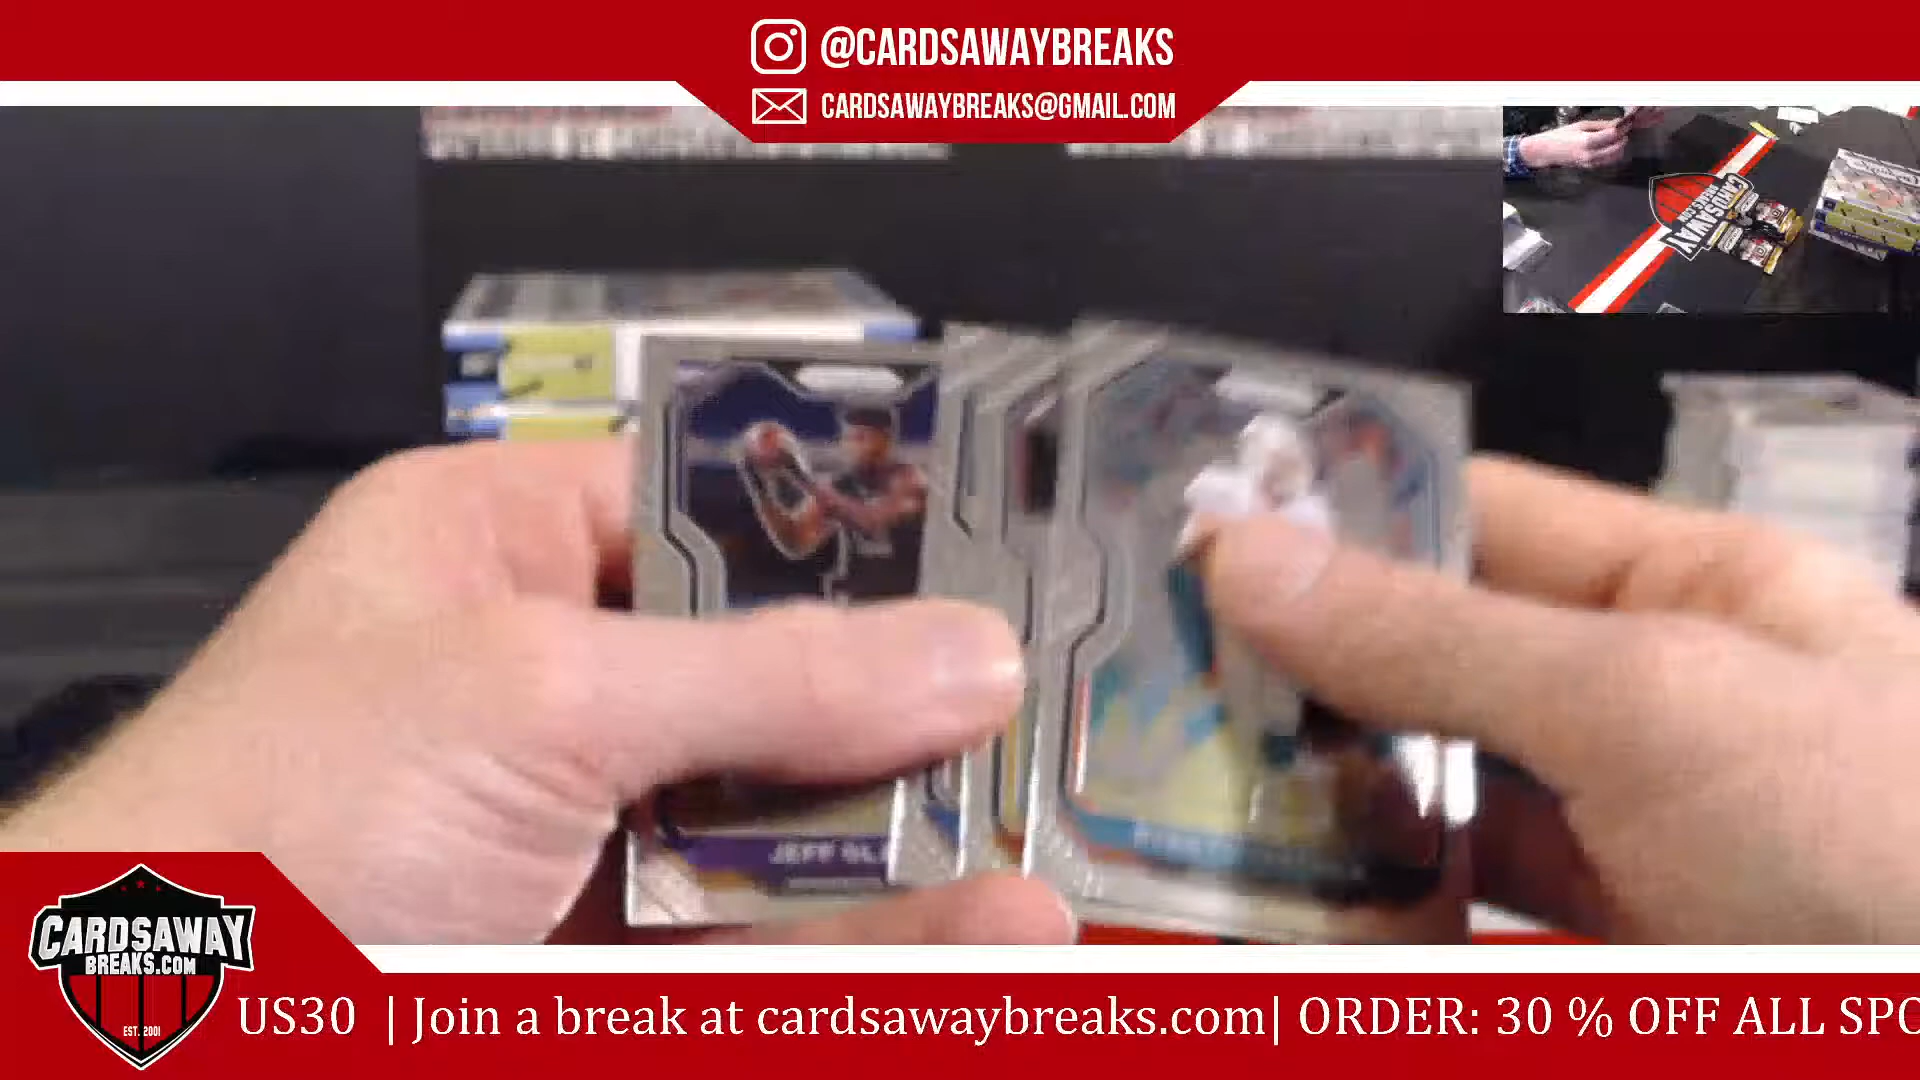 @CARDSAWAYBREAKS
CARDSAWAYBREAKS@GMAIL.COM
JEFF
CARDSAWAY
BREAKS.COM
EST. 2001
US30 | Join a break at cardsawaybreaks.com| ORDER: 30 % OFF ALL SPO